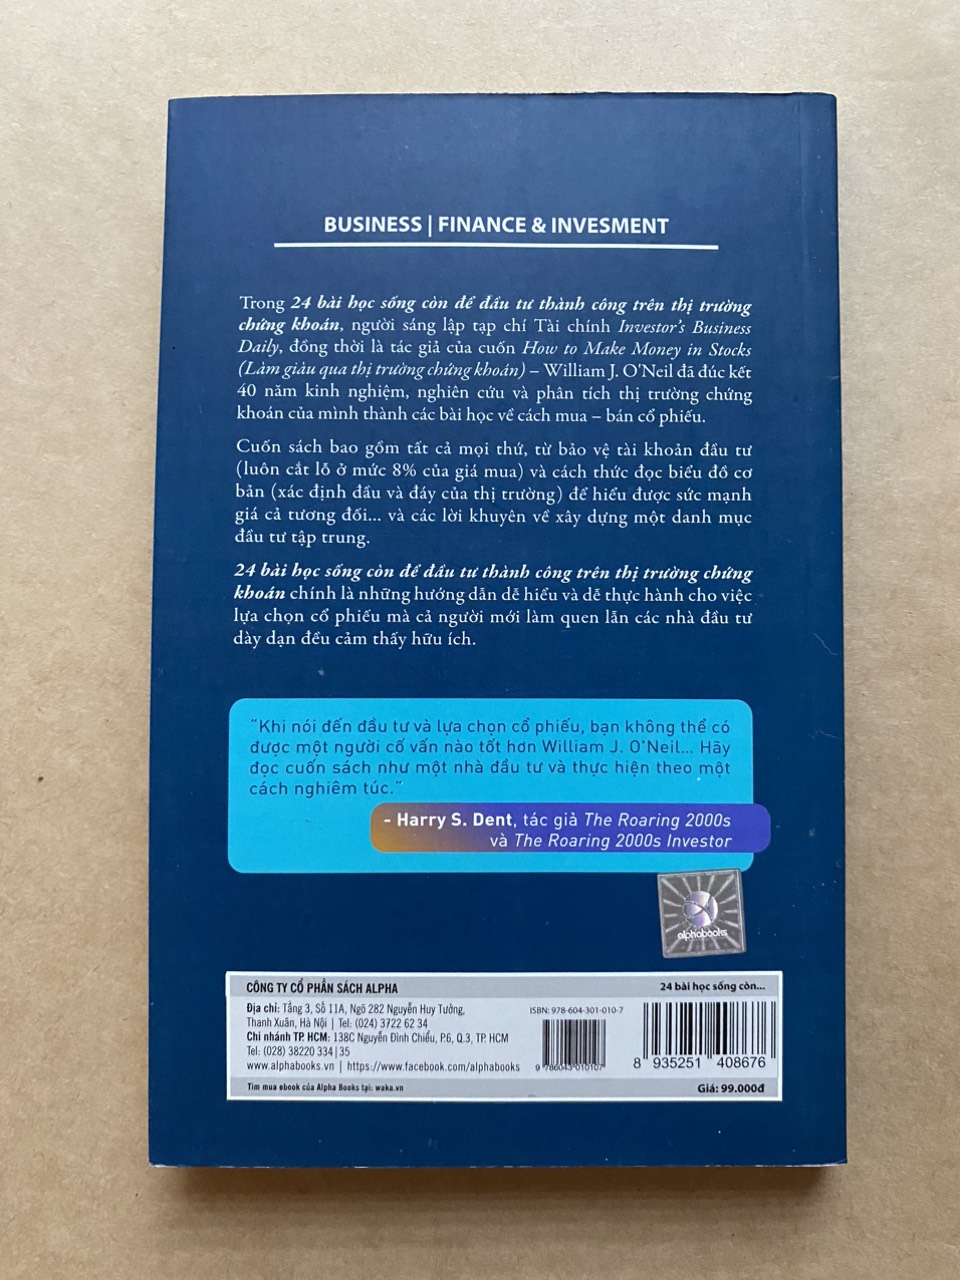 BUSINESS | FINANCE & INVESMENT
Trong 24 bài học sống còn để đầu tư thành công trên thị trường
chứng khoán, người sáng lập tạp chí Tài chính Investor's Business
Daily, đồng thời là tác giả của cuốn How to Make Money in Stocks
(Làm giàu qua thị trường chứng khoán) – William J. O'Neil đã đúc kết
40 năm kinh nghiệm, nghiên cứu và phân tích thị trường chứng
khoán của mình thành các bài học về cách mua – bán cổ phiếu.
Cuốn sách bao gồm tất cả mọi thứ, từ bảo vệ tài khoản đầu tư
(luôn cắt lỗ ở mức 8% của giá mua) và cách thức đọc biểu đồ cơ
bản (xác định đầu và đáy của thị trường) để hiểu được sức mạnh
giá cả tương đối... và các lời khuyên về xây dựng một danh mục
đầu tư tập trung.
24 bài học sống còn để đầu tư thành công trên thị trường chứng
khoán chính là những hướng dẫn dễ hiểu và dễ thực hành cho việc
lựa chọn cổ phiếu mà cả người mới làm quen lẫn các nhà đầu tư
dày dạn đều cảm thấy hữu ích.
"Khi nói đến đầu tư và lựa chọn cổ phiếu, bạn không thể có
được một người cố vấn nào tốt hơn William J. O'Neil... Hãy
đọc cuốn sách như một nhà đầu tư và thực hiện theo một
cách nghiêm túc."
- Harry S. Dent, tác giả The Roaring 2000s
và The Roaring 2000s Investor
alphabooks
CÔNG TY CỔ PHẦN SÁCH ALPHA
24 bài học sống còn...
Địa chỉ: Tầng 3, Số 11A, Ngõ 282 Nguyễn Huy Tưởng,
Thanh Xuân, Hà Nội | Tel: (024) 3722 62 34
Chi nhánh TP. HCM: 138C Nguyễn Đình Chiểu, P.6, Q.3, TP. HCM
Tel: (028) 38220 334|35
www.alphabooks.vn | https://www.facebook.com/alphabooks
ISBN: 978-604-301-010-7
9 786043 010107
8 935251 408676
Tìm mua ebook của Alpha Books tại: waka.vn
Giá: 99.000đ